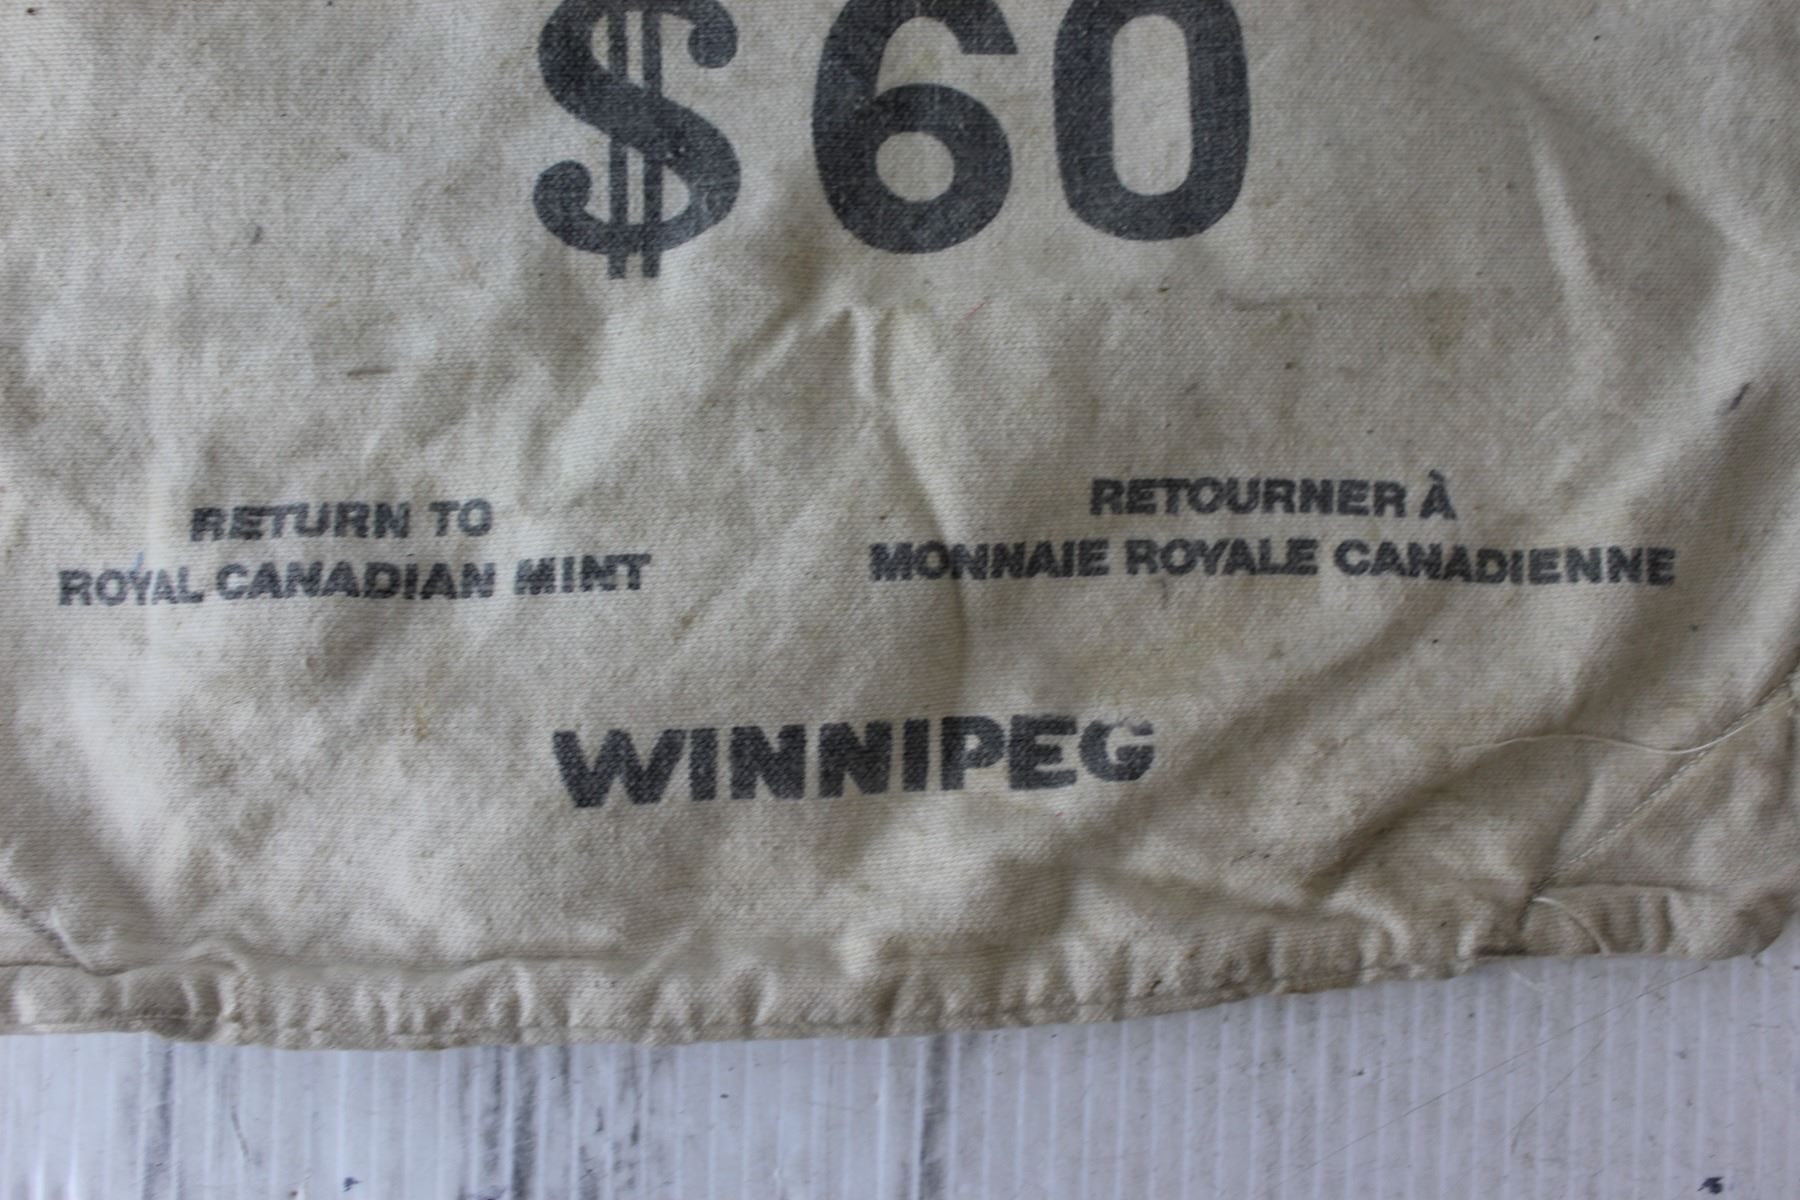 $60
RETURN TO
ROYAL CANADIAN MINT
RETOURNER À
MONNAIE ROYALE CANADIENNE
WINNIPEG